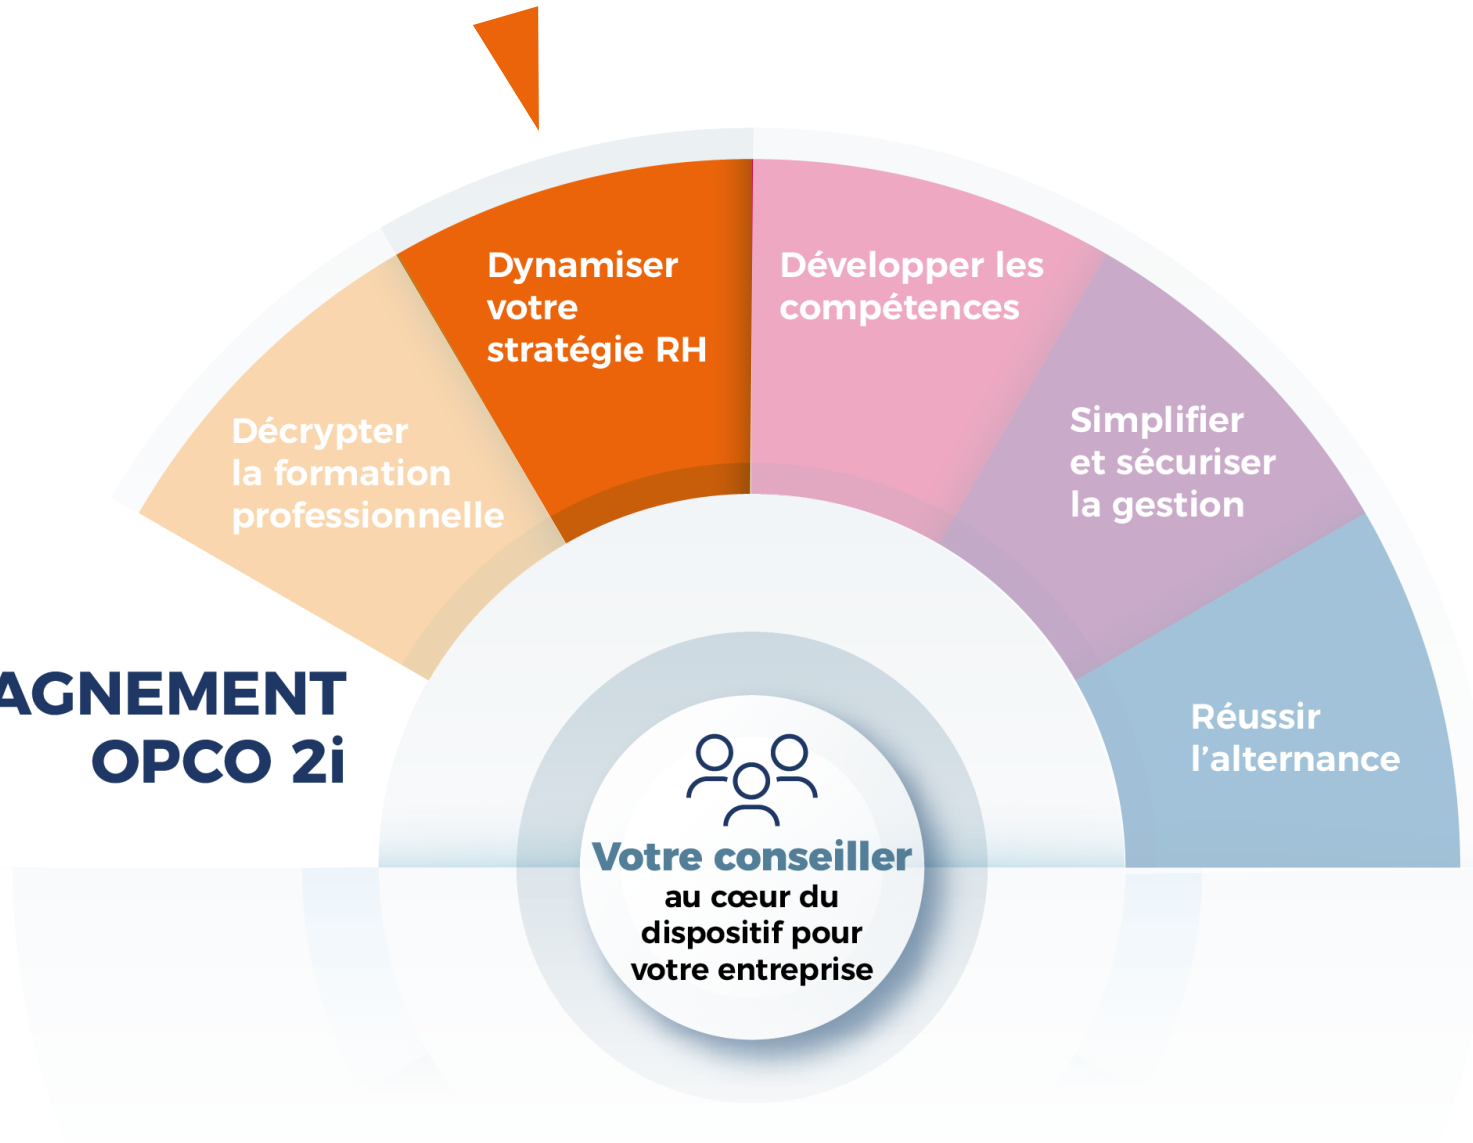 Dynamiser
votre
stratégie RH
Développer les
compétences
Décrypter
la formation
professionnelle
Simplifier
et sécuriser
la gestion
AGNEMENT
OPCO 2i
Réussir
l'alternance
Votre conseiller
au cœur du
dispositif pour
votre entreprise